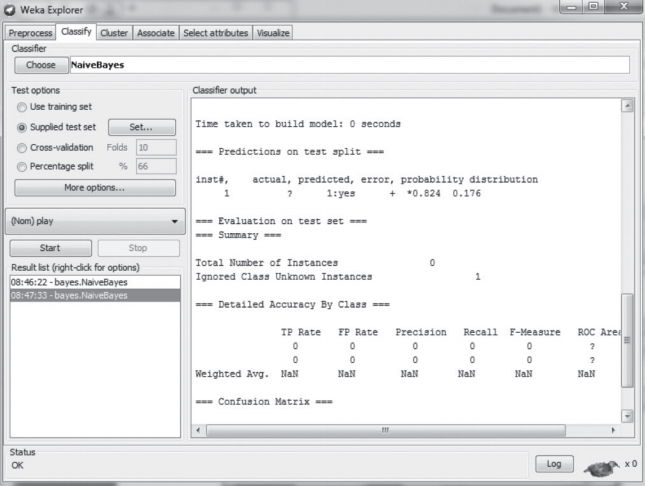 Weka Explorer
Preprocess Classify Cluster Associate Select attributes Visualize
Classifier
Choose NaiveBayes
Test options
Use training set
Supplied test set Set...
Cross-validation Folds 10
Percentage split % 66
More options...
(Nom) play
Start Stop
Result list (right-click for options)
08:46:22 - bayes.NaiveBayes
08:47:33 - bayes.NaiveBayes
Classifier output
Time taken to build model: 0 seconds
=== Predictions on test split ===
inst#, actual, predicted, error, probability distribution
1 ? 1:yes + *0.824 0.176
=== Evaluation on test set ===
=== Summary ===
Total Number of Instances 0
Ignored Class Unknown Instances 1
=== Detailed Accuracy By Class ===
TP Rate FP Rate Precision Recall F-Measure ROC Area
0 0 0 0 0 ?
0 0 0 0 0 ?
Weighted Avg. NaN NaN NaN NaN NaN NaN
=== Confusion Matrix ===
Status
OK
Log x 0